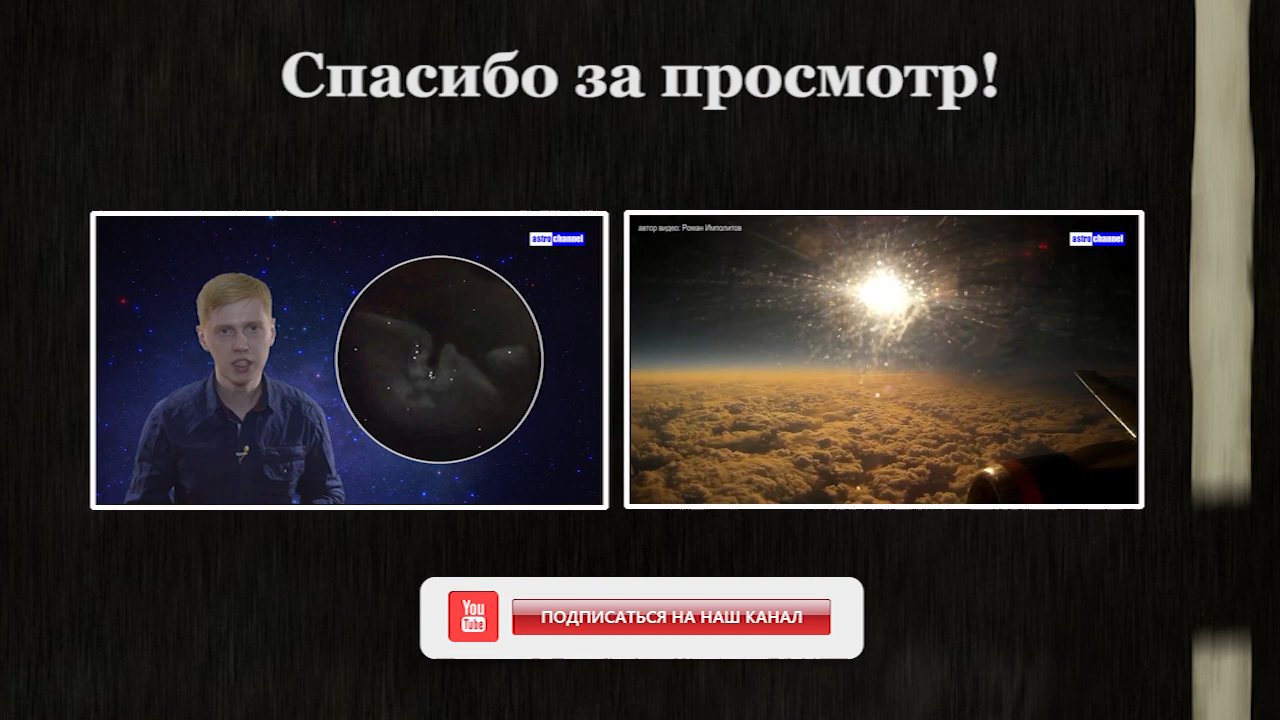 Спасибо за просмотр!
astrochannel
автор видео: Роман Имполитов
astrochannel
You
Tube
ПОДПИСАТЬСЯ НА НАШ КАНАЛ